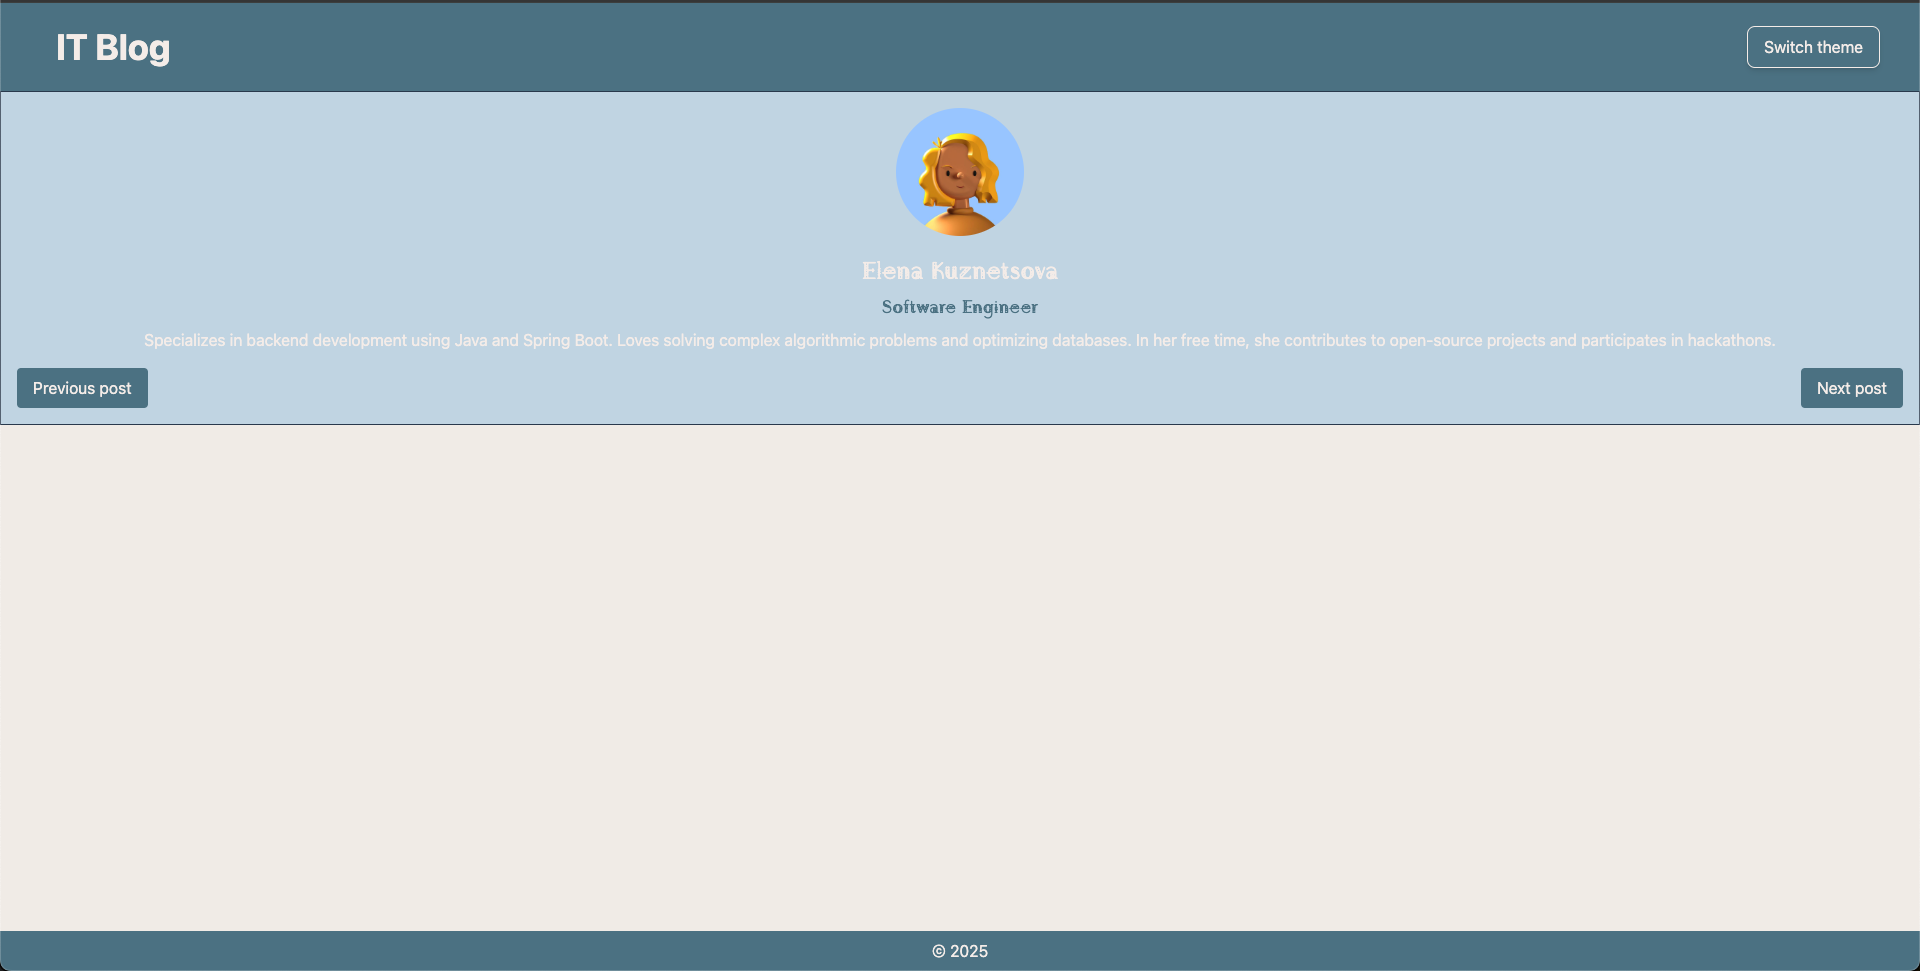 IT Blog
Switch theme
Elena Kuznetsova
Software Engineer
Specializes in backend development using Java and Spring Boot. Loves solving complex algorithmic problems and optimizing databases. In her free time, she contributes to open-source projects and participates in hackathons.
Previous post
Next post
© 2025